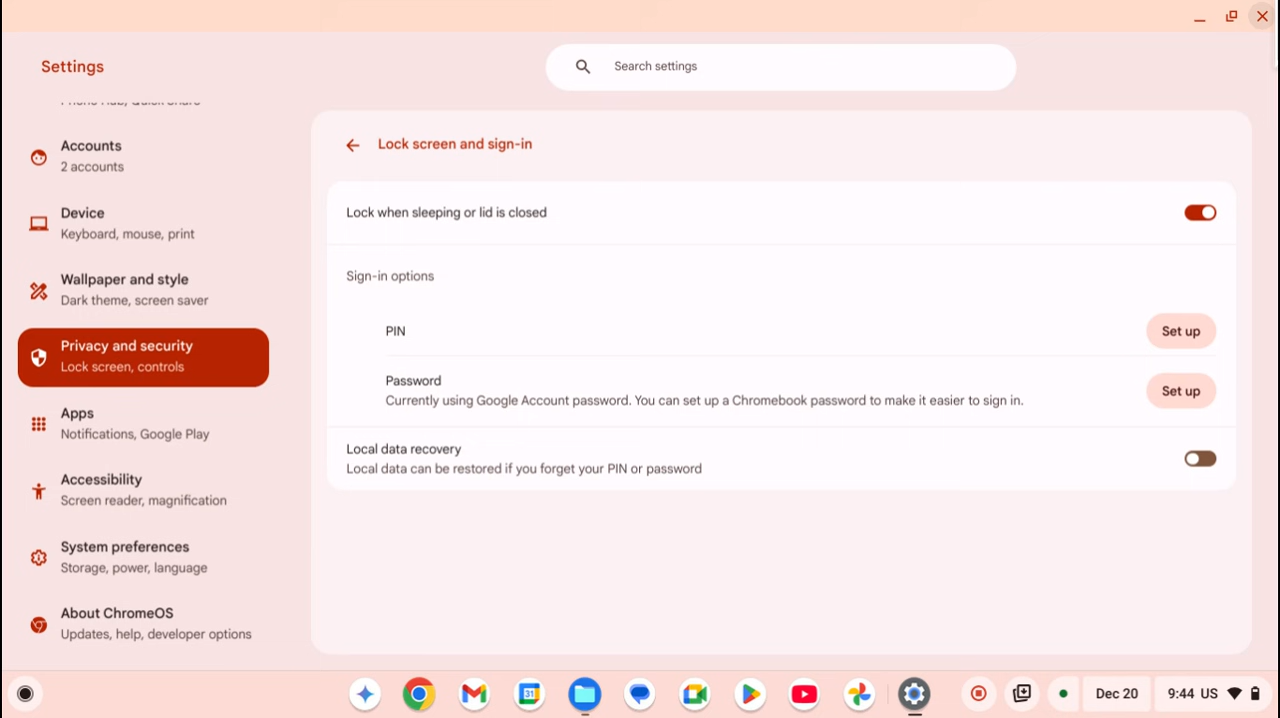 Settings
Search settings
Phone Hub, Quick Share
Accounts
2 accounts
Device
Keyboard, mouse, print
Wallpaper and style
Dark theme, screen saver
Privacy and security
Lock screen, controls
Apps
Notifications, Google Play
Accessibility
Screen reader, magnification
System preferences
Storage, power, language
About ChromeOS
Updates, help, developer options
Lock screen and sign-in
Lock when sleeping or lid is closed
Sign-in options
PIN
Set up
Password
Currently using Google Account password. You can set up a Chromebook password to make it easier to sign in.
Set up
Local data recovery
Local data can be restored if you forget your PIN or password
31
Dec 20
9:44 US